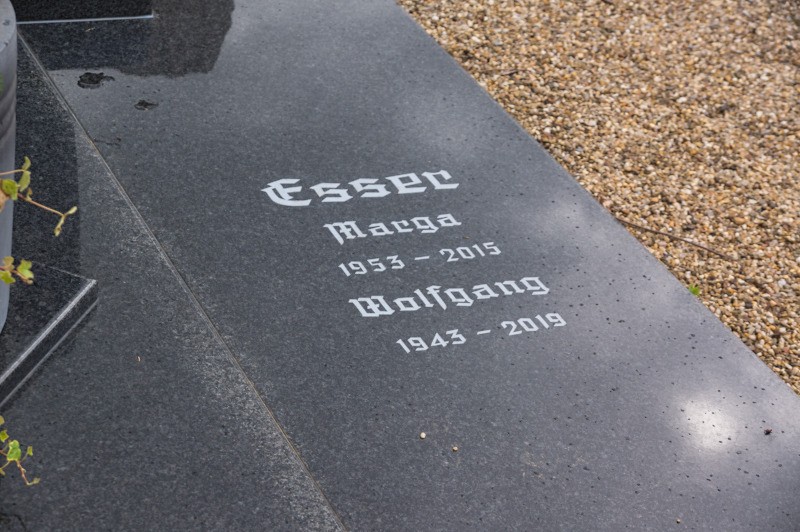 Esser
Marga
1953 – 2015
Wolfgang
1943 – 2019